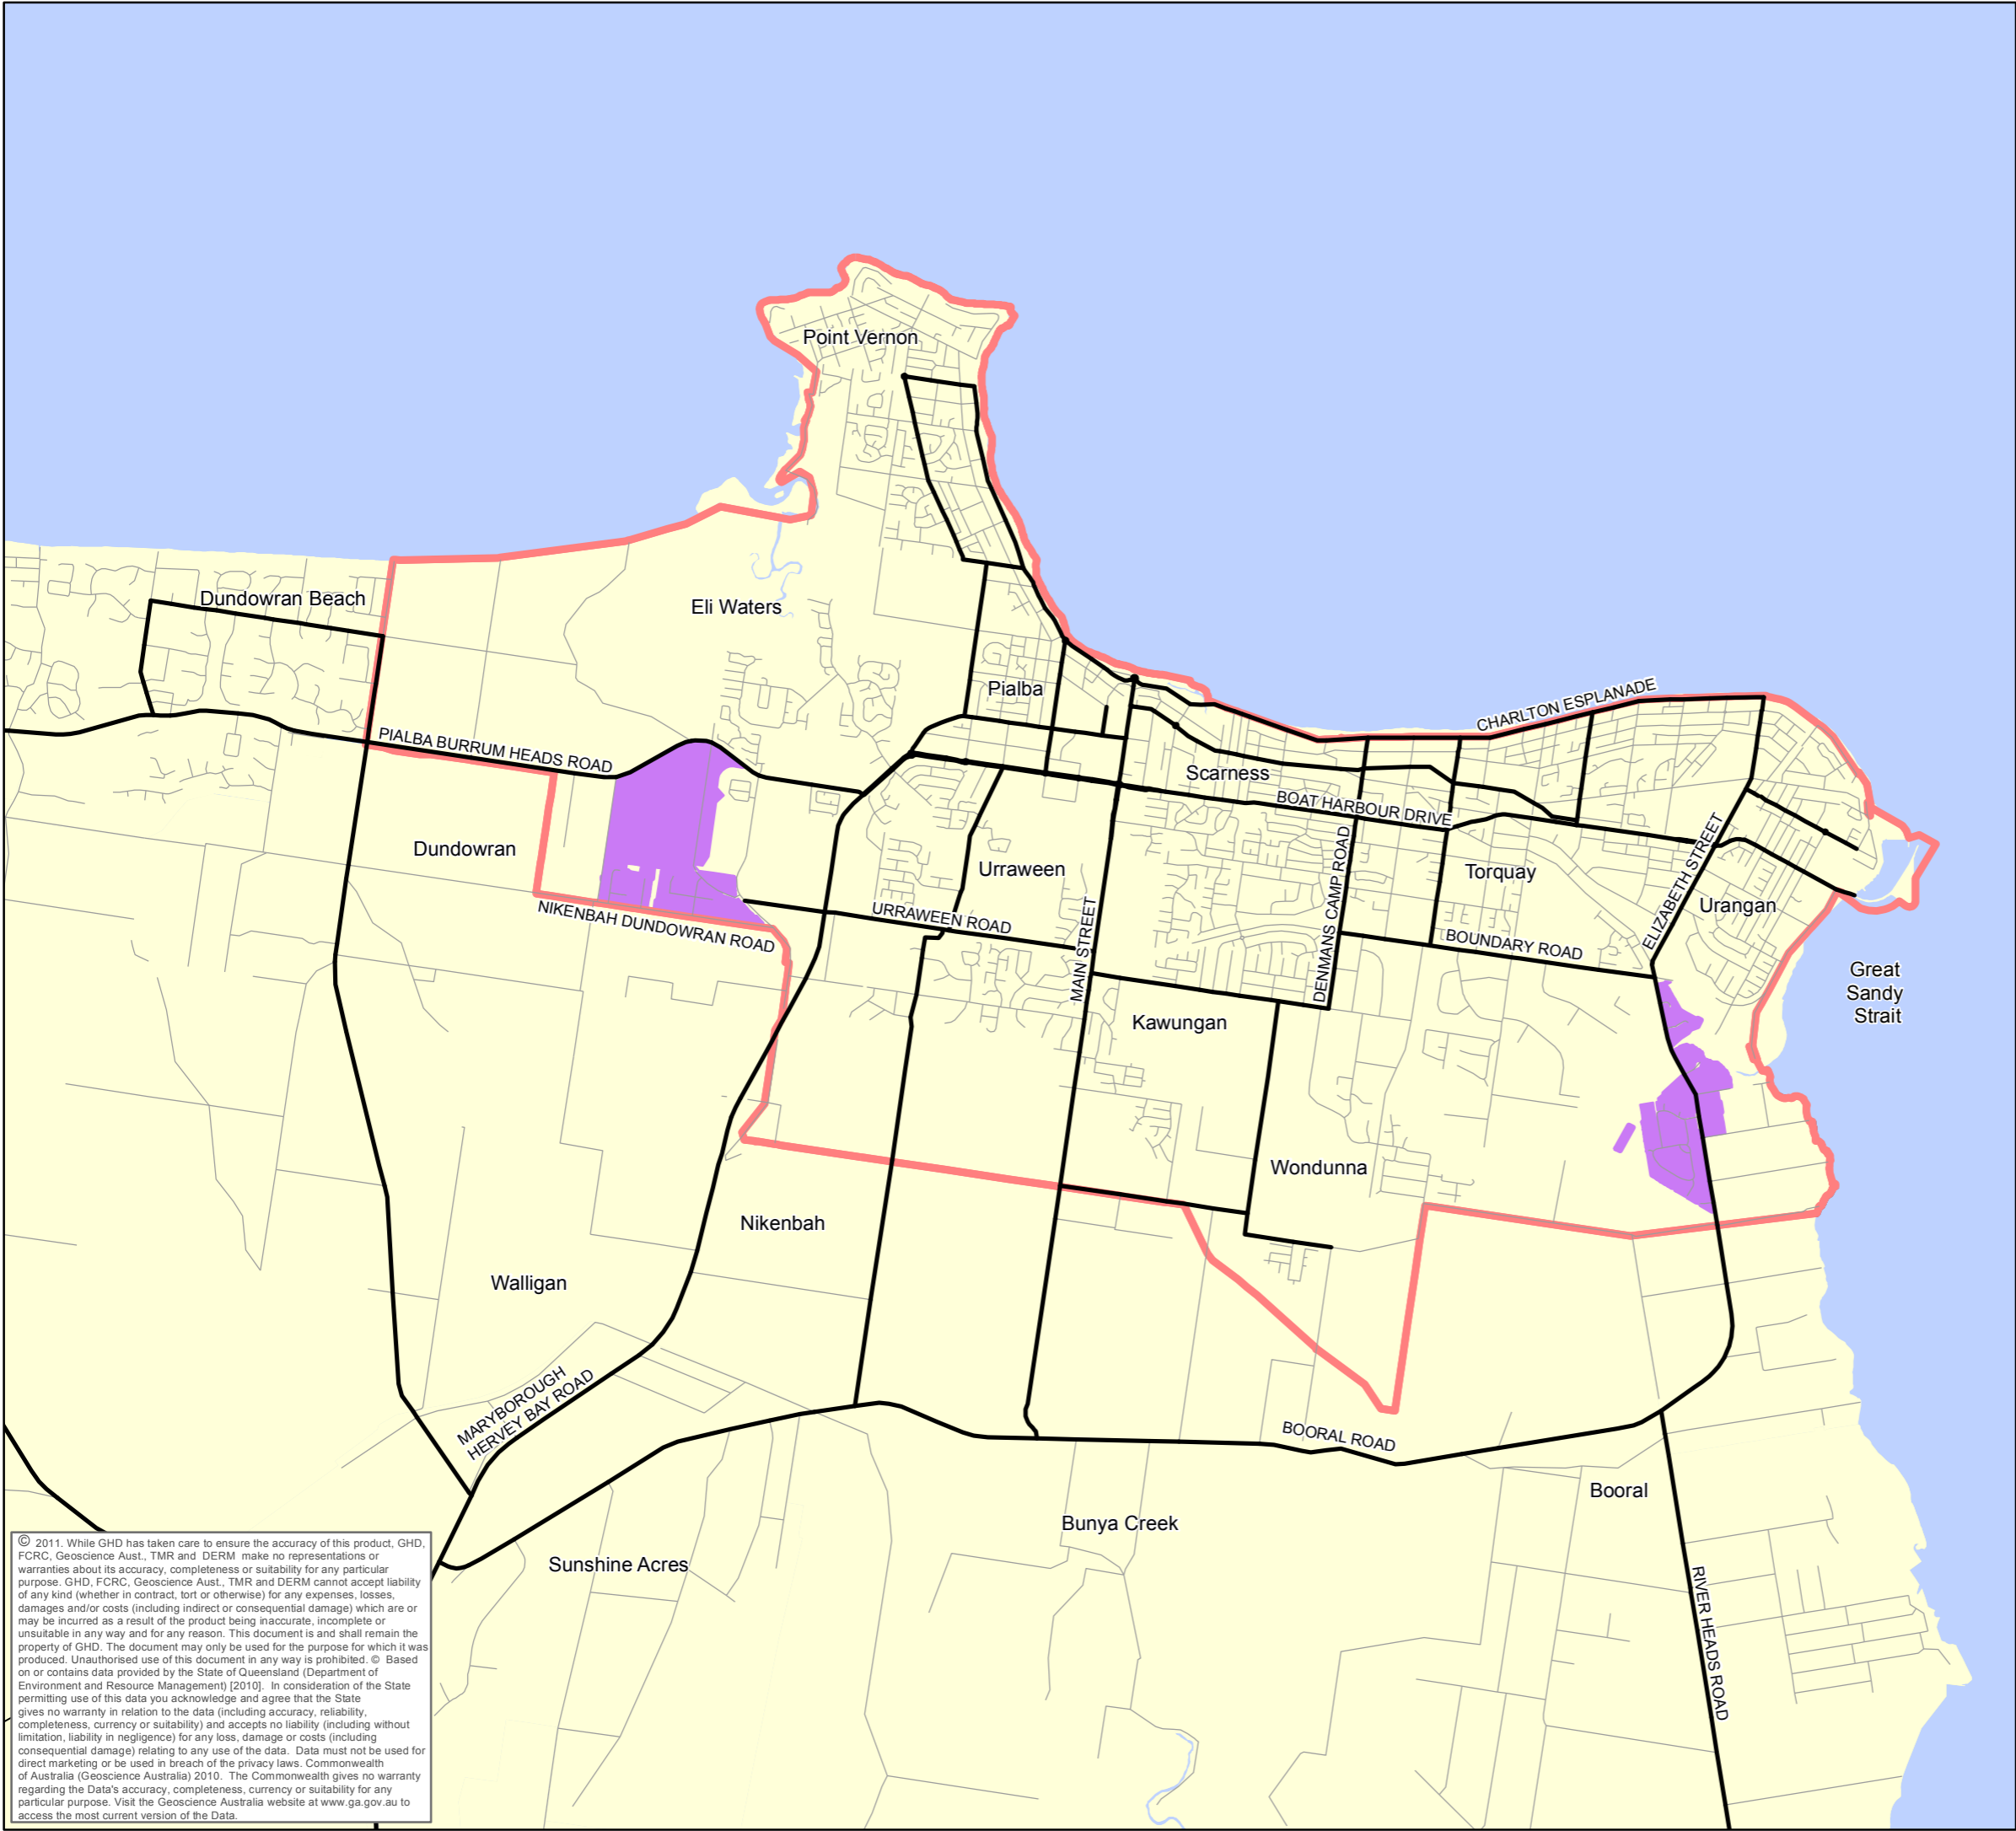 Point Vernon
Dundowran Beach
Eli Waters
Pialba
CHARLTON ESPLANADE
PIALBA BURRUM HEADS ROAD
Scarness
BOAT HARBOUR DRIVE
Dundowran
Urraween
DENMANS CAMP ROAD
Torquay
ELIZABETH STREET
Urangan
NIKENBAH DUNDOWRAN ROAD
URRAWEEN ROAD
MAIN STREET
BOUNDARY ROAD
Great
Sandy
Strait
Kawungan
Wondunna
Nikenbah
Walligan
MARYBOROUGH
HERVEY BAY ROAD
BOORAL ROAD
Booral
Bunya Creek
Sunshine Acres
RIVER HEADS ROAD
© 2011. While GHD has taken care to ensure the accuracy of this product, GHD,
FCRC, Geoscience Aust., TMR and DERM make no representations or
warranties about its accuracy, completeness or suitability for any particular
purpose. GHD, FCRC, Geoscience Aust., TMR and DERM cannot accept liability
of any kind (whether in contract, tort or otherwise) for any expenses, losses,
damages and/or costs (including indirect or consequential damage) which are or
may be incurred as a result of the product being inaccurate, incomplete or
unsuitable in any way and for any reason. This document is and shall remain the
property of GHD. The document may only be used for the purpose for which it was
produced. Unauthorised use of this document in any way is prohibited. © Based
on or contains data provided by the State of Queensland (Department of
Environment and Resource Management) [2010]. In consideration of the State
permitting use of this data you acknowledge and agree that the State
gives no warranty in relation to the data (including accuracy, reliability,
completeness, currency or suitability) and accepts no liability (including without
limitation, liability in negligence) for any loss, damage or costs (including
consequential damage) relating to any use of the data. Data must not be used for
direct marketing or be used in breach of the privacy laws. Commonwealth
of Australia (Geoscience Australia) 2010. The Commonwealth gives no warranty
regarding the Data's accuracy, completeness, currency or suitability for any
particular purpose. Visit the Geoscience Australia website at www.ga.gov.au to
access the most current version of the Data.